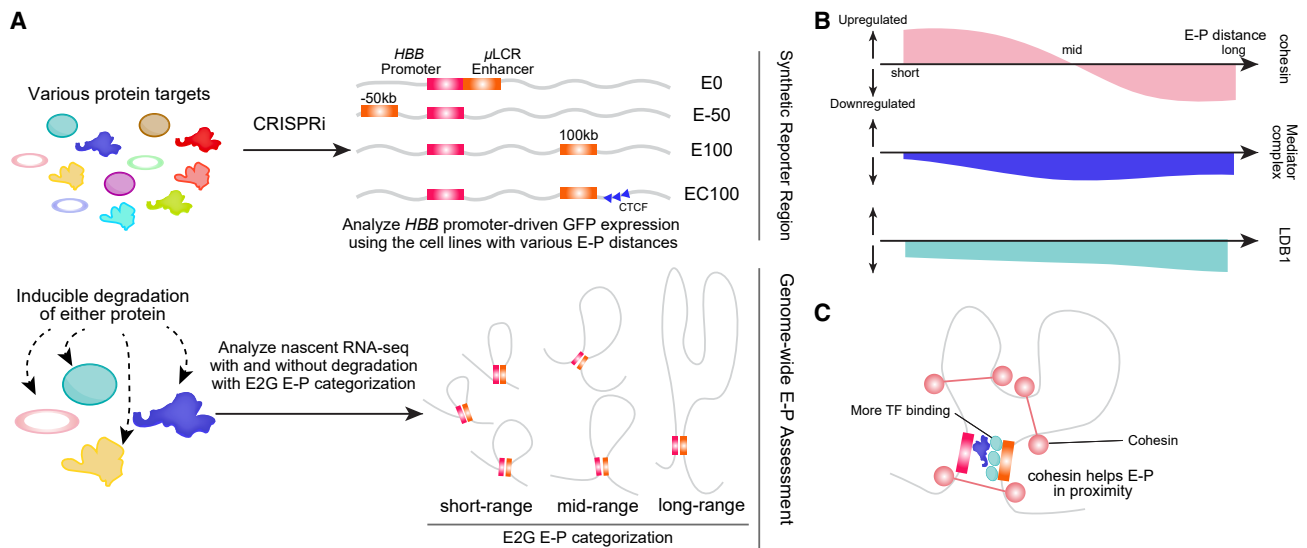 A
Various protein targets
CRISPRi
HBB
Promoter
µLCR
Enhancer
E0
-50kb
E-50
100kb
E100
EC100
CTCF
Analyze HBB promoter-driven GFP expression
using the cell lines with various E-P distances
Synthetic Reporter Region
Inducible degradation
of either protein
Analyze nascent RNA-seq
with and without degradation
with E2G E-P categorization
short-range
mid-range
long-range
E2G E-P categorization
Genome-wide E-P Assessment
B
Upregulated
short
mid
E-P distance
long
Downregulated
cohesin
Mediator
complex
LDB1
C
More TF binding
Cohesin
cohesin helps E-P
in proximity